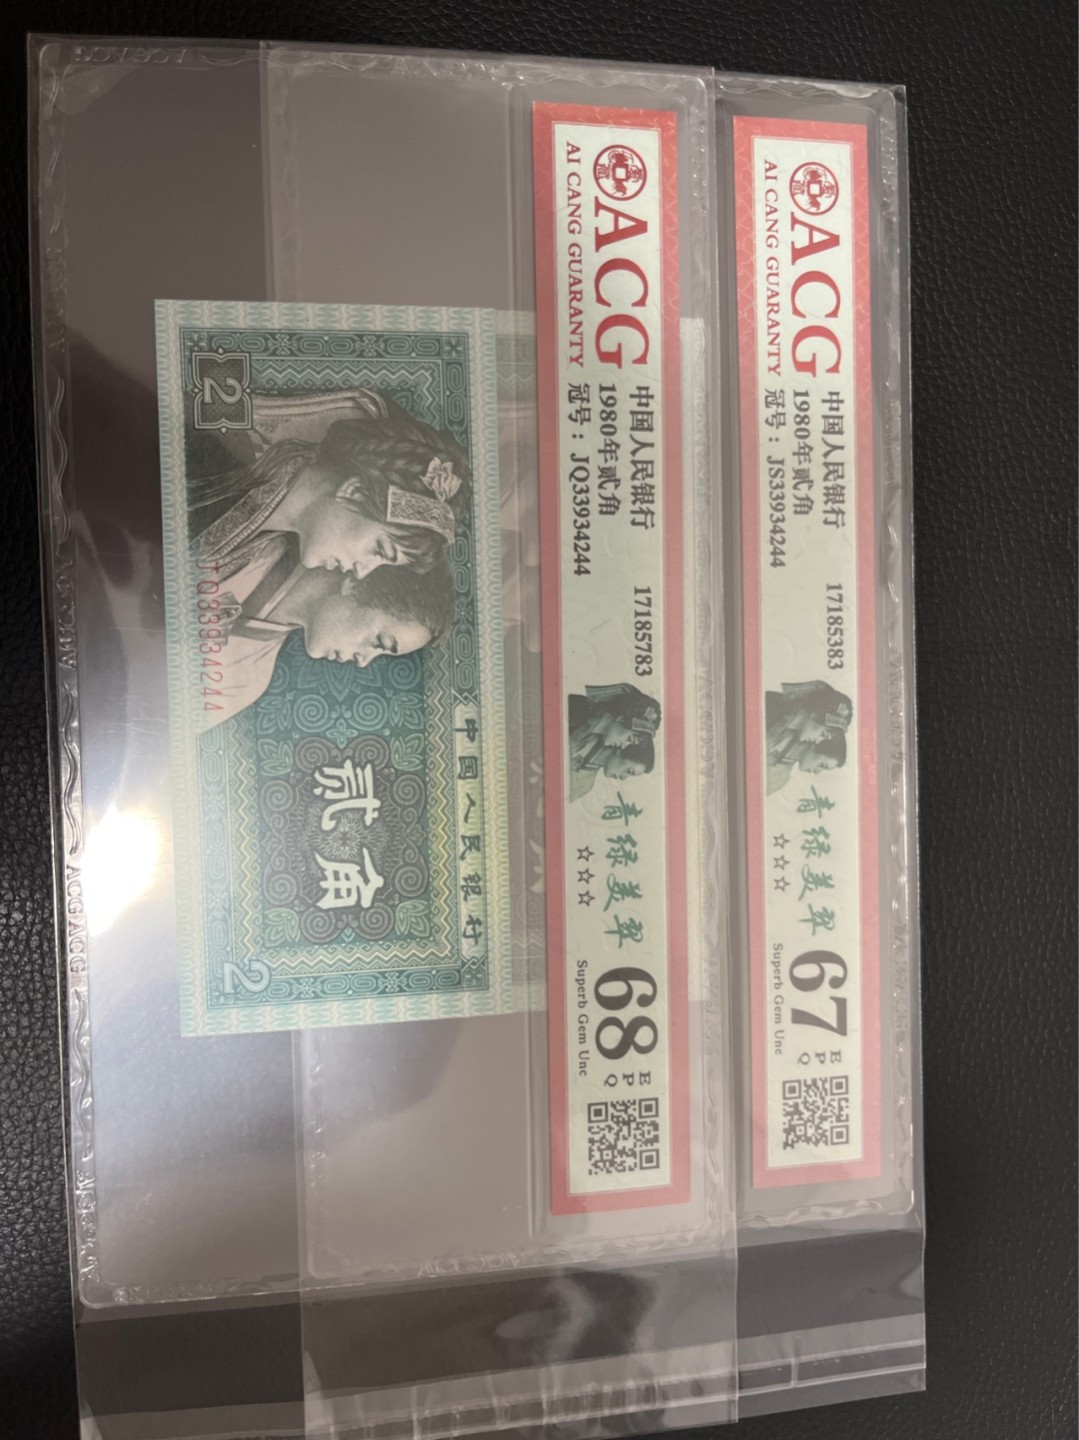 ACG
AI CANG GUARANTY
中国人民银行
1980年贰角
冠号：JS33934244
17185383
青绿美翠
☆☆☆
67
EPQ
Superb Gem Unc
ACG
AI CANG GUARANTY
中国人民银行
1980年贰角
冠号：JQ33934244
17185783
青绿美翠
☆☆☆
68
EPQ
Superb Gem Unc
中国人民银行
贰角
2
2
JQ33934244
ACGACG